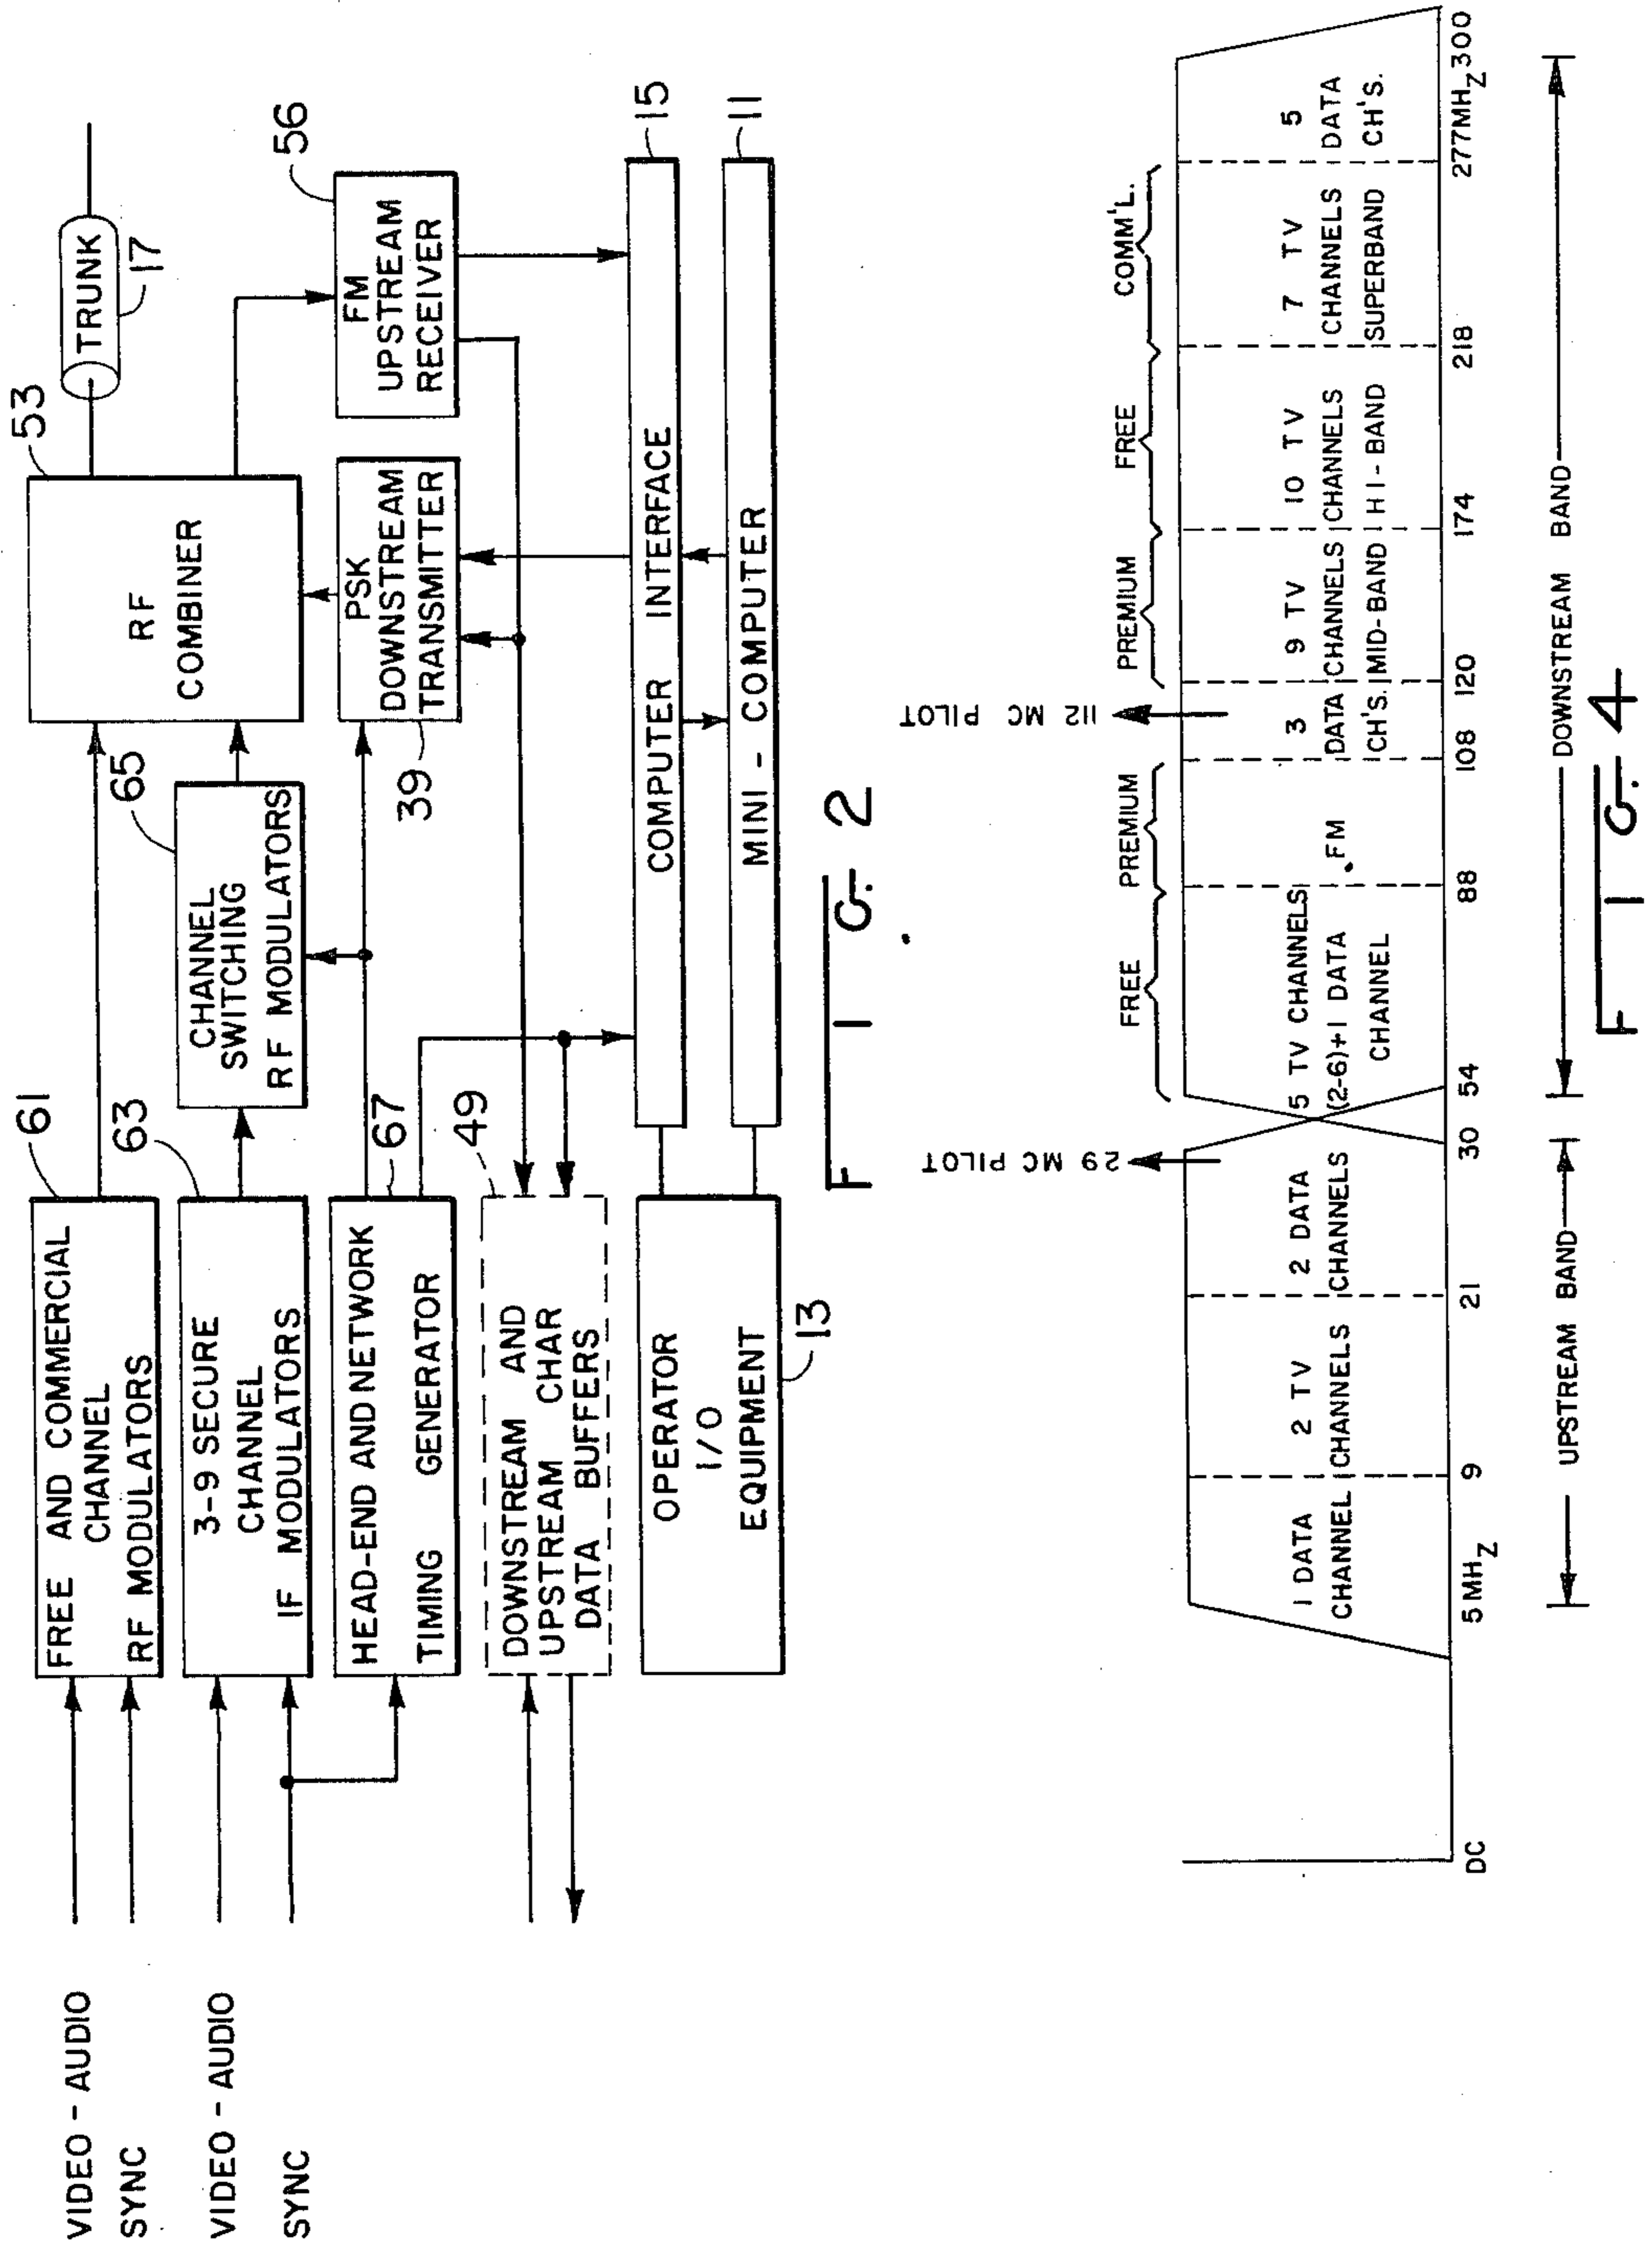 VIDEO - AUDIO
SYNC
VIDEO - AUDIO
SYNC
61
FREE AND COMMERCIAL
CHANNEL
RF MODULATORS
63
3-9 SECURE
CHANNEL
IF MODULATORS
67
HEAD-END AND NETWORK
TIMING GENERATOR
49
DOWNSTREAM AND
UPSTREAM CHAR
DATA BUFFERS
OPERATOR
I/O
EQUIPMENT
13
65
CHANNEL
SWITCHING
RF MODULATORS
53
RF
COMBINER
TRUNK
17
PSK
DOWNSTREAM
TRANSMITTER
39
56
FM
UPSTREAM
RECEIVER
COMPUTER INTERFACE
15
MINI - COMPUTER
11
FIG. 2
29 MC PILOT
112 MC PILOT
FREE
PREMIUM
PREMIUM
FREE
COMM'L.
1 DATA
CHANNEL
2 TV
CHANNELS
2 DATA
CHANNELS
5 TV CHANNELS
(2-6)+1 DATA
CHANNEL
FM
3
DATA
CH'S.
9 TV
CHANNELS
MID-BAND
10 TV
CHANNELS
HI-BAND
7 TV
CHANNELS
SUPERBAND
5
DATA
CH'S.
DC
5 MHZ
9
21
30
54
88
108
120
174
218
277MHZ
300
UPSTREAM BAND
DOWNSTREAM BAND
FIG. 4